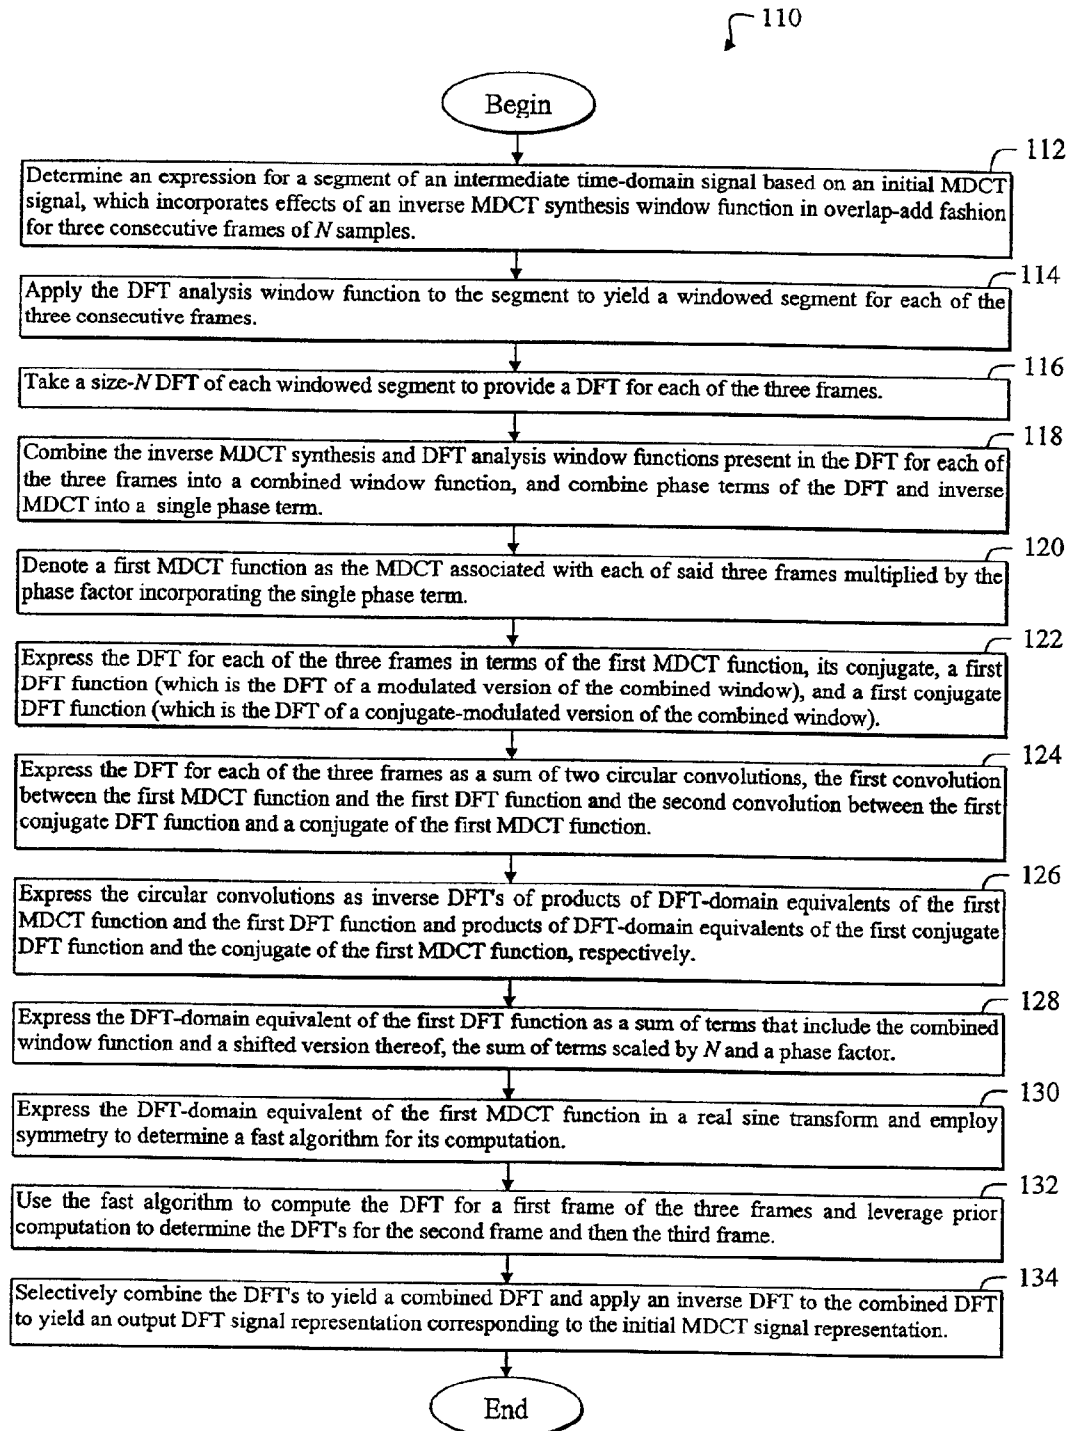 110
Begin
112
Determine an expression for a segment of an intermediate time-domain signal based on an initial MDCT
signal, which incorporates effects of an inverse MDCT synthesis window function in overlap-add fashion
for three consecutive frames of N samples.
114
Apply the DFT analysis window function to the segment to yield a windowed segment for each of the
three consecutive frames.
116
Take a size-N DFT of each windowed segment to provide a DFT for each of the three frames.
118
Combine the inverse MDCT synthesis and DFT analysis window functions present in the DFT for each of
the three frames into a combined window function, and combine phase terms of the DFT and inverse
MDCT into a single phase term.
120
Denote a first MDCT function as the MDCT associated with each of said three frames multiplied by the
phase factor incorporating the single phase term.
122
Express the DFT for each of the three frames in terms of the first MDCT function, its conjugate, a first
DFT function (which is the DFT of a modulated version of the combined window), and a first conjugate
DFT function (which is the DFT of a conjugate-modulated version of the combined window).
124
Express the DFT for each of the three frames as a sum of two circular convolutions, the first convolution
between the first MDCT function and the first DFT function and the second convolution between the first
conjugate DFT function and a conjugate of the first MDCT function.
126
Express the circular convolutions as inverse DFT's of products of DFT-domain equivalents of the first
MDCT function and the first DFT function and products of DFT-domain equivalents of the first conjugate
DFT function and the conjugate of the first MDCT function, respectively.
128
Express the DFT-domain equivalent of the first DFT function as a sum of terms that include the combined
window function and a shifted version thereof, the sum of terms scaled by N and a phase factor.
130
Express the DFT-domain equivalent of the first MDCT function in a real sine transform and employ
symmetry to determine a fast algorithm for its computation.
132
Use the fast algorithm to compute the DFT for a first frame of the three frames and leverage prior
computation to determine the DFT's for the second frame and then the third frame.
134
Selectively combine the DFT's to yield a combined DFT and apply an inverse DFT to the combined DFT
to yield an output DFT signal representation corresponding to the initial MDCT signal representation.
End